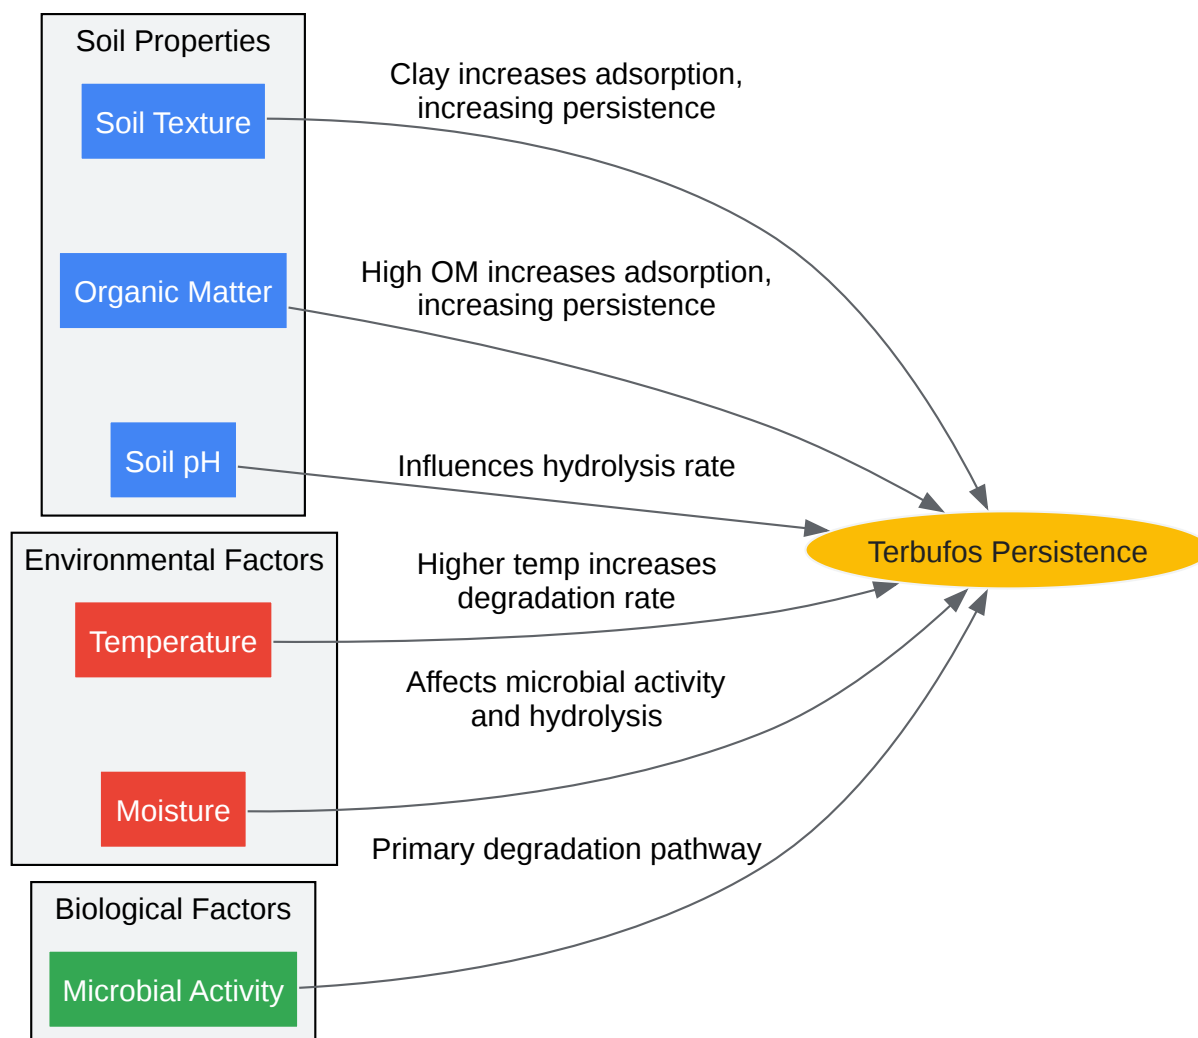 Soil Properties
Soil Texture
Clay increases adsorption,
increasing persistence
Organic Matter
High OM increases adsorption,
increasing persistence
Soil pH
Influences hydrolysis rate
Terbufos Persistence
Environmental Factors
Temperature
Higher temp increases
degradation rate
Moisture
Affects microbial activity
and hydrolysis
Biological Factors
Microbial Activity
Primary degradation pathway